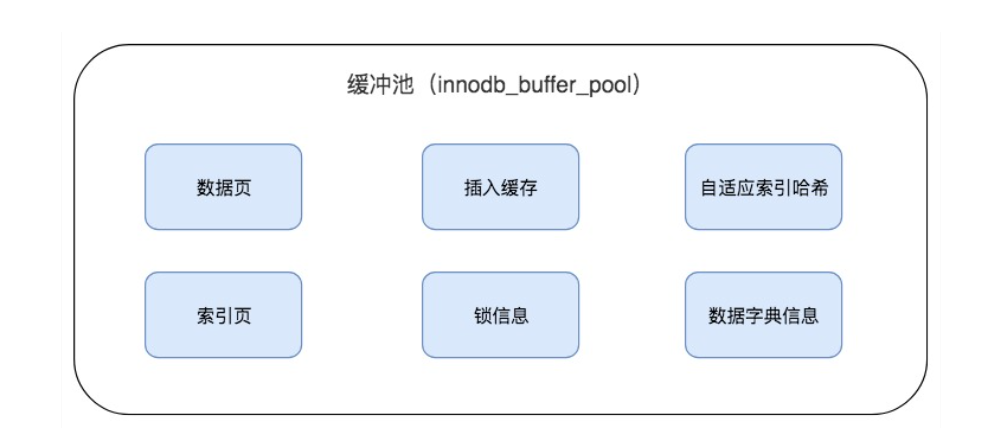 缓冲池（innodb_buffer_pool）
数据页
插入缓存
自适应索引哈希
索引页
锁信息
数据字典信息